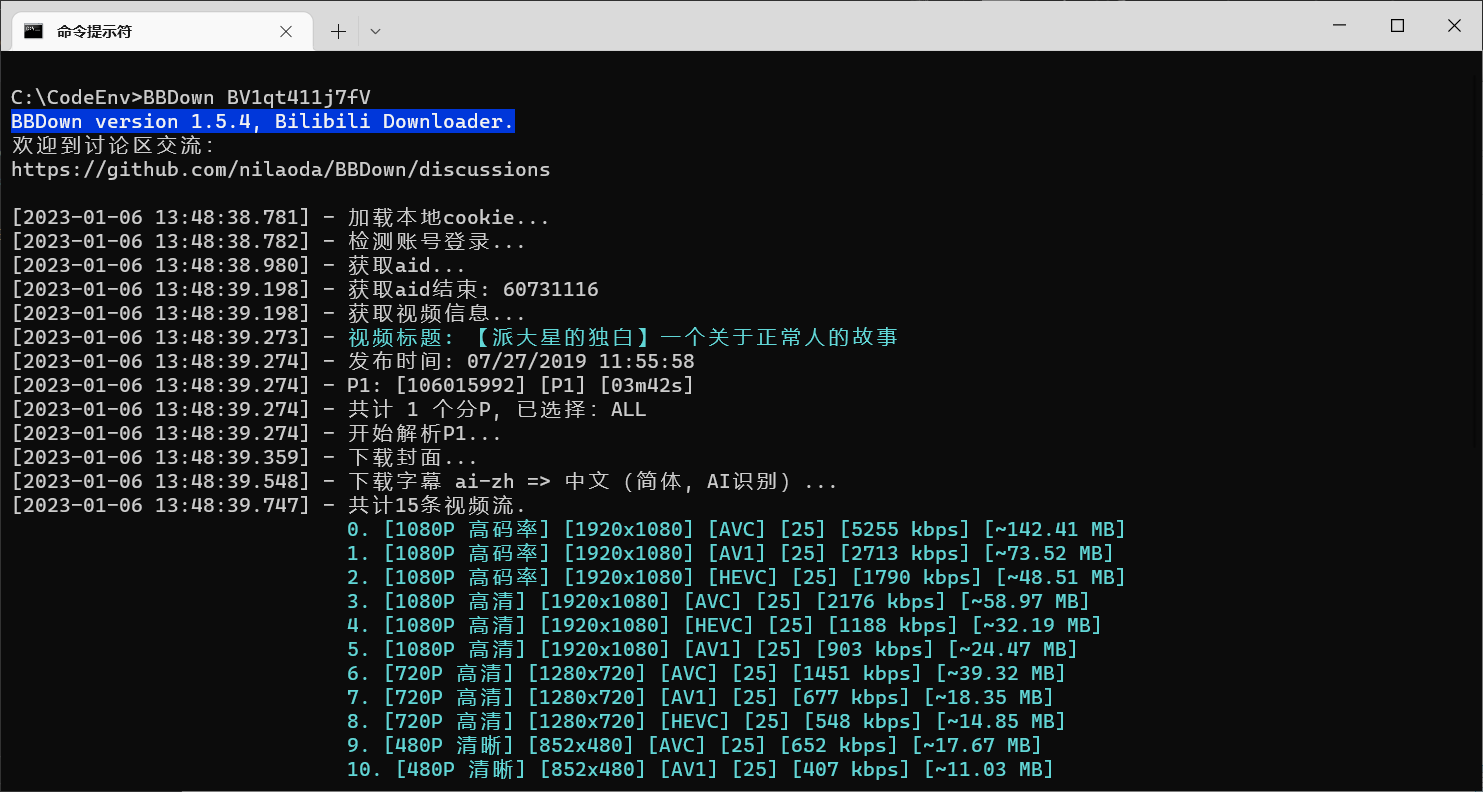 命令提示符
C:\CodeEnv>BBDown BV1qt411j7fV
BBDown version 1.5.4, Bilibili Downloader.
欢迎到讨论区交流：
https://github.com/nilaoda/BBDown/discussions
[2023-01-06 13:48:38.781] - 加载本地cookie...
[2023-01-06 13:48:38.782] - 检测账号登录...
[2023-01-06 13:48:38.980] - 获取aid...
[2023-01-06 13:48:39.198] - 获取aid结束: 60731116
[2023-01-06 13:48:39.198] - 获取视频信息...
[2023-01-06 13:48:39.273] - 视频标题: 【派大星的独白】一个关于正常人的故事
[2023-01-06 13:48:39.274] - 发布时间: 07/27/2019 11:55:58
[2023-01-06 13:48:39.274] - P1: [106015992] [P1] [03m42s]
[2023-01-06 13:48:39.274] - 共计 1 个分P, 已选择：ALL
[2023-01-06 13:48:39.274] - 开始解析P1...
[2023-01-06 13:48:39.359] - 下载封面...
[2023-01-06 13:48:39.548] - 下载字幕 ai-zh => 中文（简体, AI识别）...
[2023-01-06 13:48:39.747] - 共计15条视频流.
0. [1080P 高码率] [1920x1080] [AVC] [25] [5255 kbps] [~142.41 MB]
1. [1080P 高码率] [1920x1080] [AV1] [25] [2713 kbps] [~73.52 MB]
2. [1080P 高码率] [1920x1080] [HEVC] [25] [1790 kbps] [~48.51 MB]
3. [1080P 高清] [1920x1080] [AVC] [25] [2176 kbps] [~58.97 MB]
4. [1080P 高清] [1920x1080] [HEVC] [25] [1188 kbps] [~32.19 MB]
5. [1080P 高清] [1920x1080] [AV1] [25] [903 kbps] [~24.47 MB]
6. [720P 高清] [1280x720] [AVC] [25] [1451 kbps] [~39.32 MB]
7. [720P 高清] [1280x720] [AV1] [25] [677 kbps] [~18.35 MB]
8. [720P 高清] [1280x720] [HEVC] [25] [548 kbps] [~14.85 MB]
9. [480P 清晰] [852x480] [AVC] [25] [652 kbps] [~17.67 MB]
10. [480P 清晰] [852x480] [AV1] [25] [407 kbps] [~11.03 MB]